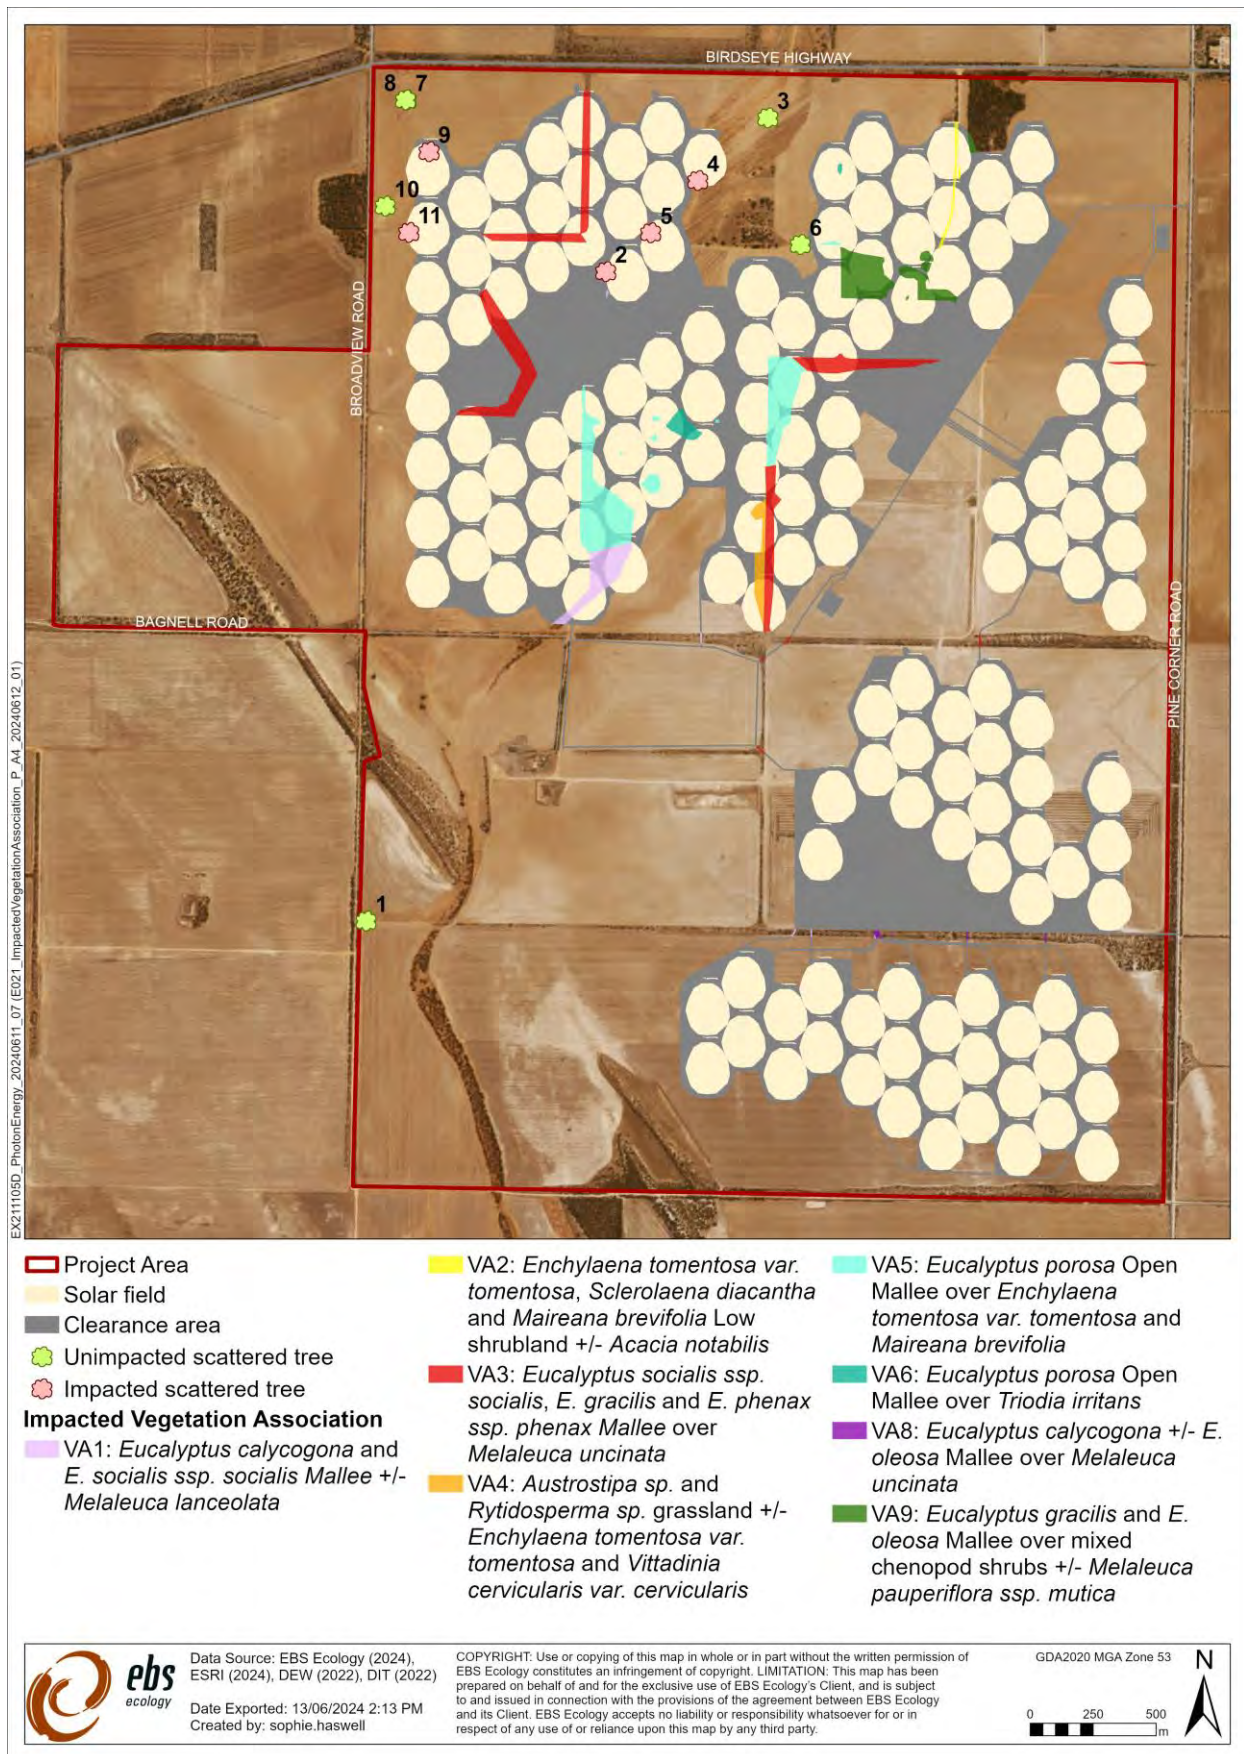 BIRDSEYE HIGHWAY
8 7
3
9
4
10
11
5
6
2
BROADVIEW ROAD
BAGNELL ROAD
PINE CORNER ROAD
1
EX211105D_PhotonEnergy_20240611_07 (E021_ImpactedVegetationAssociation_P_A4_20240612_01)
Project Area
Solar field
Clearance area
Unimpacted scattered tree
Impacted scattered tree
Impacted Vegetation Association
VA1: Eucalyptus calycogona and
E. socialis ssp. socialis Mallee +/-
Melaleuca lanceolata
VA2: Enchylaena tomentosa var.
tomentosa, Sclerolaena diacantha
and Maireana brevifolia Low
shrubland +/- Acacia notabilis
VA3: Eucalyptus socialis ssp.
socialis, E. gracilis and E. phenax
ssp. phenax Mallee over
Melaleuca uncinata
VA4: Austrostipa sp. and
Rytidosperma sp. grassland +/-
Enchylaena tomentosa var.
tomentosa and Vittadinia
cervicularis var. cervicularis
VA5: Eucalyptus porosa Open
Mallee over Enchylaena
tomentosa var. tomentosa and
Maireana brevifolia
VA6: Eucalyptus porosa Open
Mallee over Triodia irritans
VA8: Eucalyptus calycogona +/- E.
oleosa Mallee over Melaleuca
uncinata
VA9: Eucalyptus gracilis and E.
oleosa Mallee over mixed
chenopod shrubs +/- Melaleuca
pauperiflora ssp. mutica
ebs
ecology
Data Source: EBS Ecology (2024),
ESRI (2024), DEW (2022), DIT (2022)
Date Exported: 13/06/2024 2:13 PM
Created by: sophie.haswell
COPYRIGHT: Use or copying of this map in whole or in part without the written permission of
EBS Ecology constitutes an infringement of copyright. LIMITATION: This map has been
prepared on behalf of and for the exclusive use of EBS Ecology's Client, and is subject
to and issued in connection with the provisions of the agreement between EBS Ecology
and its Client. EBS Ecology accepts no liability or responsibility whatsoever for or in
respect of any use of or reliance upon this map by any third party.
GDA2020 MGA Zone 53
N
0 250 500
m